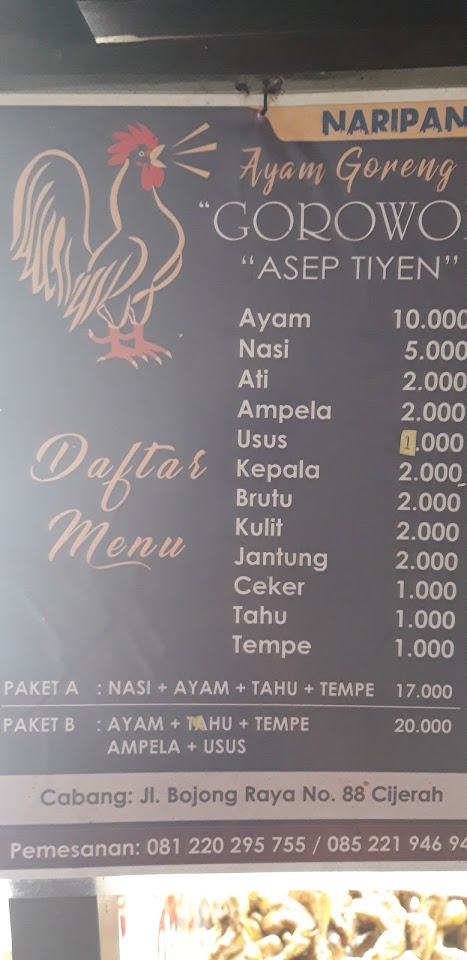 NARIPAN
Ayam Goreng
"GOROWO
"ASEP TIYEN"
Ayam 10.000
Nasi 5.000
Ati 2.000
Ampela 2.000
Usus 1.000
Kepala 2.000
Brutu 2.000
Kulit 2.000
Jantung 2.000
Ceker 1.000
Tahu 1.000
Tempe 1.000
Daftar
Menu
PAKET A : NASI + AYAM + TAHU + TEMPE 17.000
PAKET B : AYAM + TAHU + TEMPE 20.000
AMPELA + USUS
Cabang: Jl. Bojong Raya No. 88 Cijerah
Pemesanan: 081 220 295 755 / 085 221 946 94